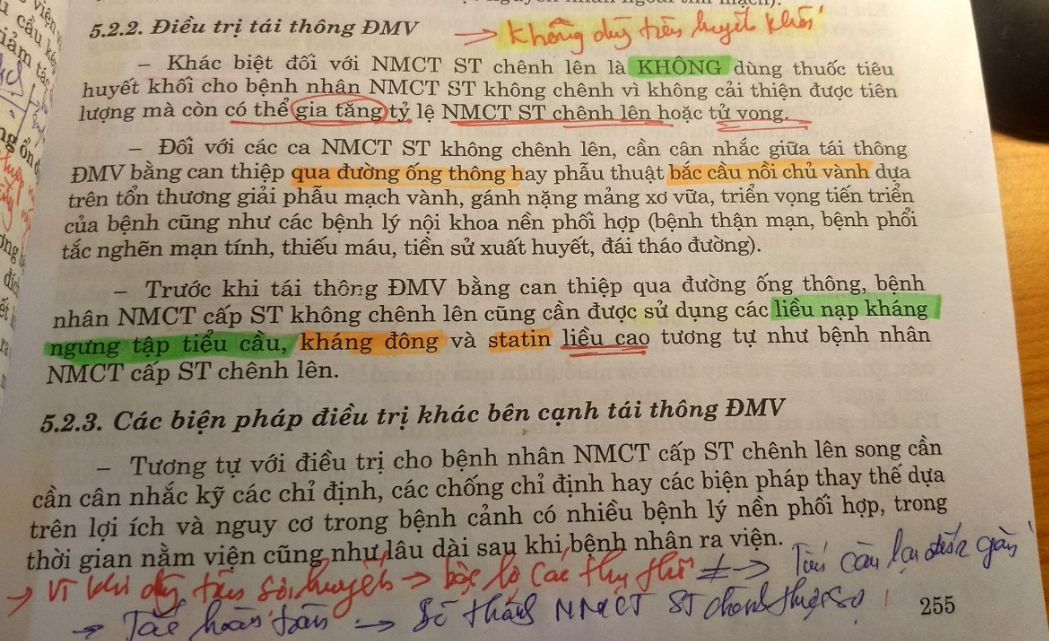 5.2.2. Điều trị tái thông ĐMV
→ Không dùng tiêu huyết khối
– Khác biệt đối với NMCT ST chênh lên là KHÔNG dùng thuốc tiêu
huyết khối cho bệnh nhân NMCT ST không chênh vì không cải thiện được tiên
lượng mà còn có thể gia tăng tỷ lệ NMCT ST chênh lên hoặc tử vong.
– Đối với các ca NMCT ST không chênh lên, cần cân nhắc giữa tái thông
ĐMV bằng can thiệp qua đường ống thông hay phẫu thuật bắc cầu nối chủ vành dựa
trên tổn thương giải phẫu mạch vành, gánh nặng mảng xơ vữa, triển vọng tiến triển
của bệnh cũng như các bệnh lý nội khoa nền phối hợp (bệnh thận mạn, bệnh phổi
tắc nghẽn mạn tính, thiếu máu, tiền sử xuất huyết, đái tháo đường).
– Trước khi tái thông ĐMV bằng can thiệp qua đường ống thông, bệnh
nhân NMCT cấp ST không chênh lên cũng cần được sử dụng các liều nạp kháng
ngưng tập tiểu cầu, kháng đông và statin liều cao tương tự như bệnh nhân
NMCT cấp ST chênh lên.
5.2.3. Các biện pháp điều trị khác bên cạnh tái thông ĐMV
– Tương tự với điều trị cho bệnh nhân NMCT cấp ST chênh lên song cần
cần cân nhắc kỹ các chỉ định, các chống chỉ định hay các biện pháp thay thế dựa
trên lợi ích và nguy cơ trong bệnh cảnh có nhiều bệnh lý nền phối hợp, trong
thời gian nằm viện cũng như lâu dài sau khi bệnh nhân ra viện.
→ Vì khi dùng tiêu sợi huyết → bộc lộ các thụ thể → Tiểu cầu lại đến gắn
→ Tắc hoàn toàn → NMCT ST chênh
255